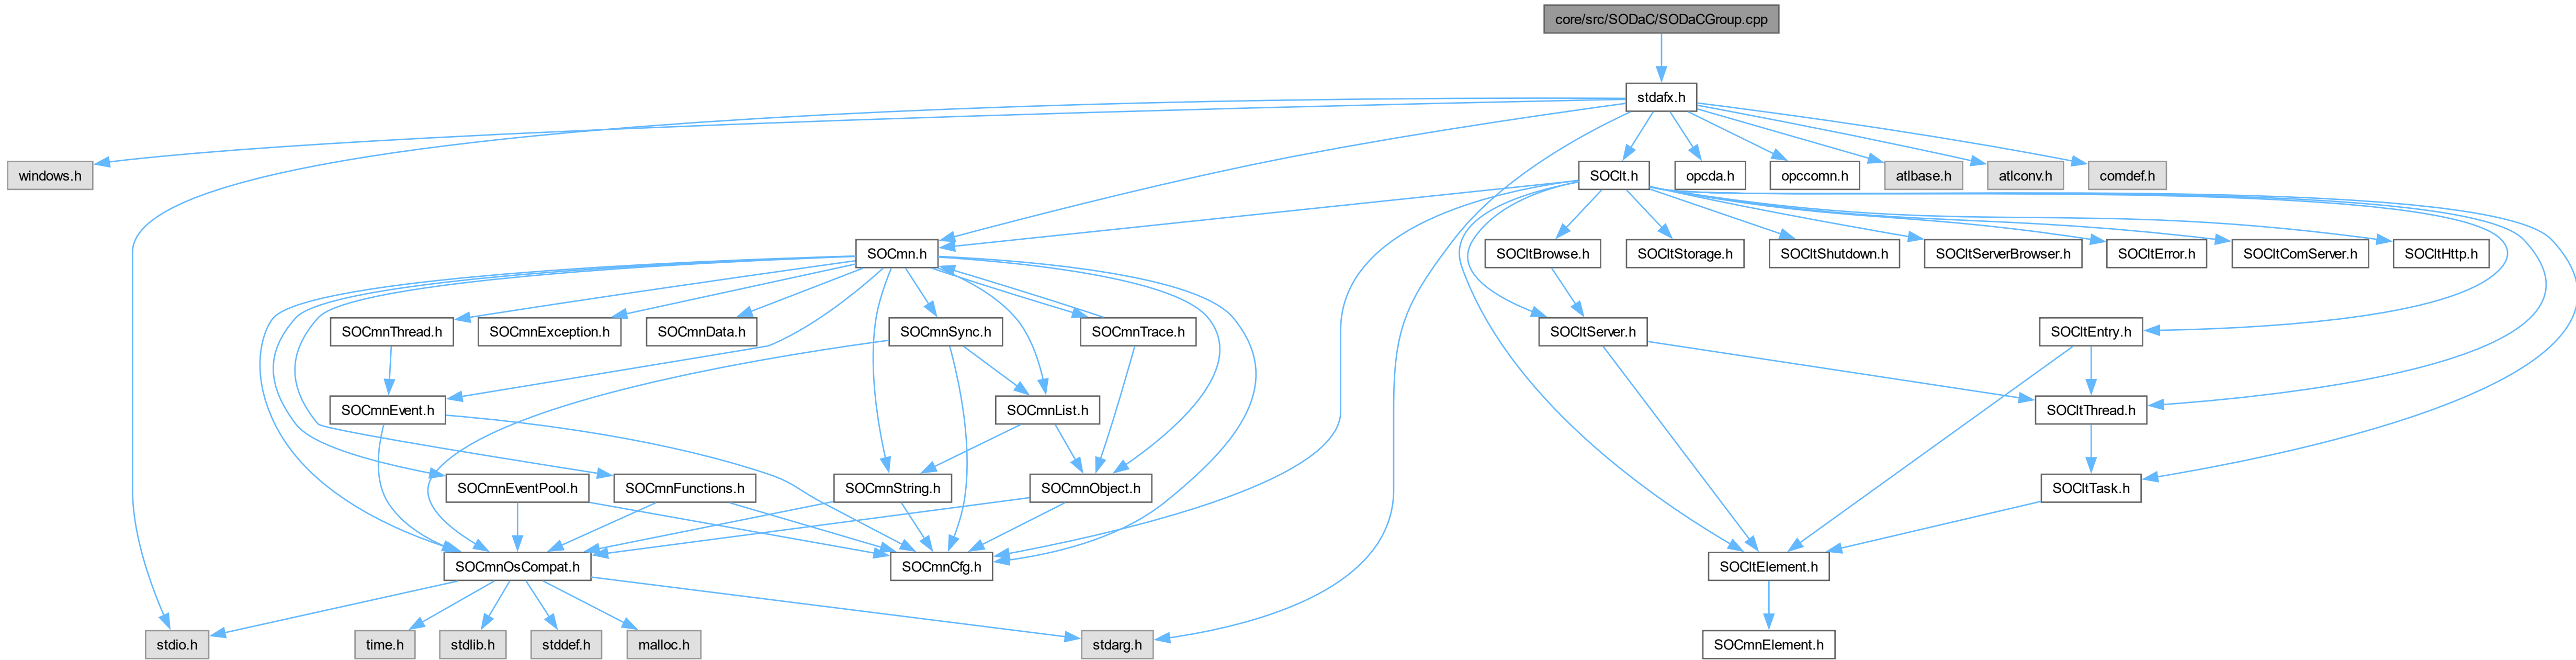 core/src/SODaC/SODaCGroup.cpp
stdafx.h
windows.h
SOClt.h
opcda.h
opccomn.h
atlbase.h
atlconv.h
comdef.h
SOCmn.h
SOCltBrowse.h
SOCltStorage.h
SOCltShutdown.h
SOCltServerBrowser.h
SOCltError.h
SOCltComServer.h
SOCltHttp.h
SOCmnThread.h
SOCmnException.h
SOCmnData.h
SOCmnSync.h
SOCmnTrace.h
SOCltServer.h
SOCltEntry.h
SOCmnEvent.h
SOCmnList.h
SOCltThread.h
SOCmnEventPool.h
SOCmnFunctions.h
SOCmnString.h
SOCmnObject.h
SOCltTask.h
SOCmnOsCompat.h
SOCmnCfg.h
SOCltElement.h
stdio.h
time.h
stdlib.h
stddef.h
malloc.h
stdarg.h
SOCmnElement.h